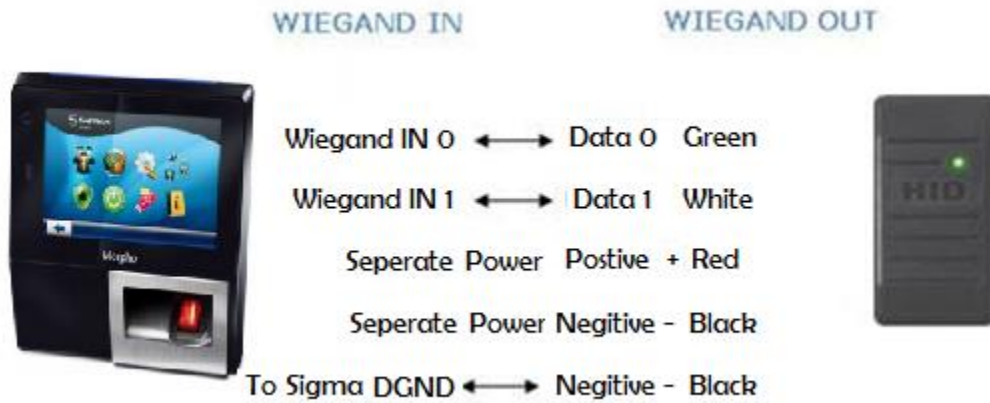 WIEGAND IN WIEGAND OUT
Wiegand IN 0 Data 0 Green
Wiegand IN 1 Data 1 White
Morpho
HID
Seperate Power Postive + Red
Seperate Power Negitive - Black
To Sigma DGND Negitive - Black